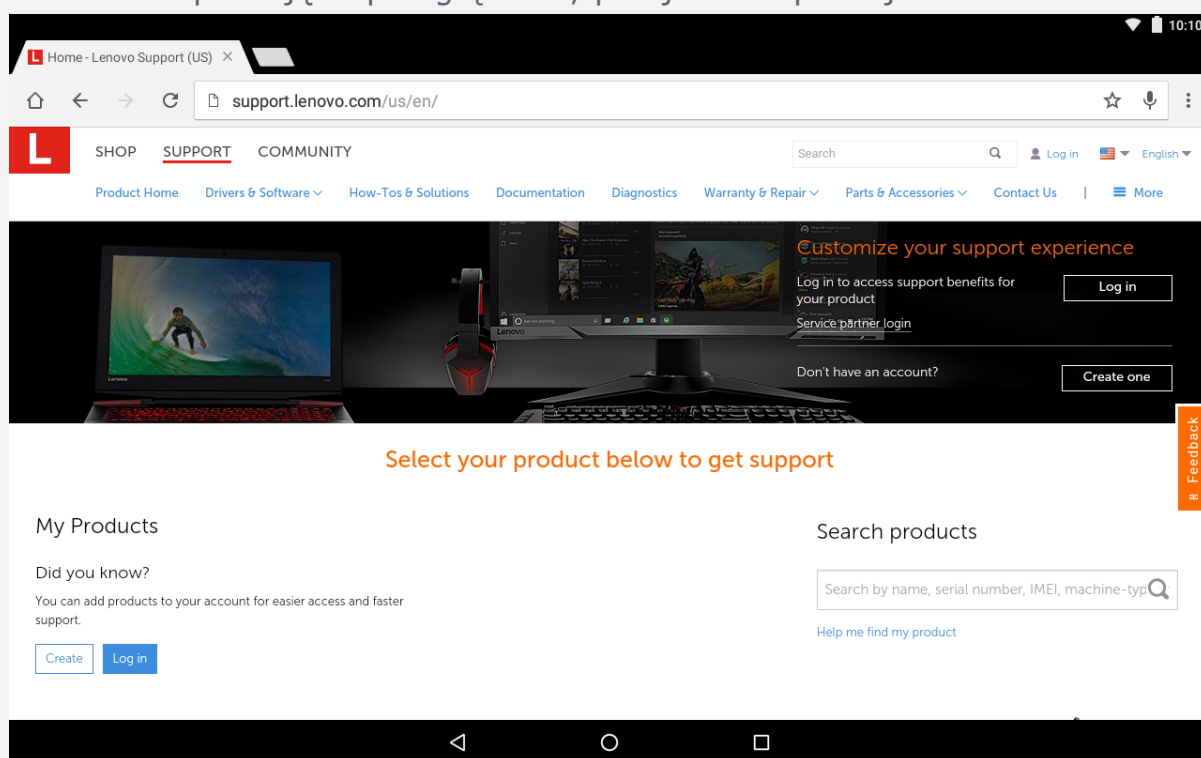 10:10
L Home - Lenovo Support (US) ×
support.lenovo.com/us/en/
L SHOP SUPPORT COMMUNITY Search Log in English
Product Home Drivers & Software How-Tos & Solutions Documentation Diagnostics Warranty & Repair Parts & Accessories Contact Us | More
Customize your support experience
Log in to access support benefits for
your product
Log in
Service partner login
Don't have an account?
Create one
Lenovo
Lenovo
Feedback
Select your product below to get support
My Products
Did you know?
You can add products to your account for easier access and faster
support.
Create Log in
Search products
Search by name, serial number, IMEI, machine-typ
Help me find my product